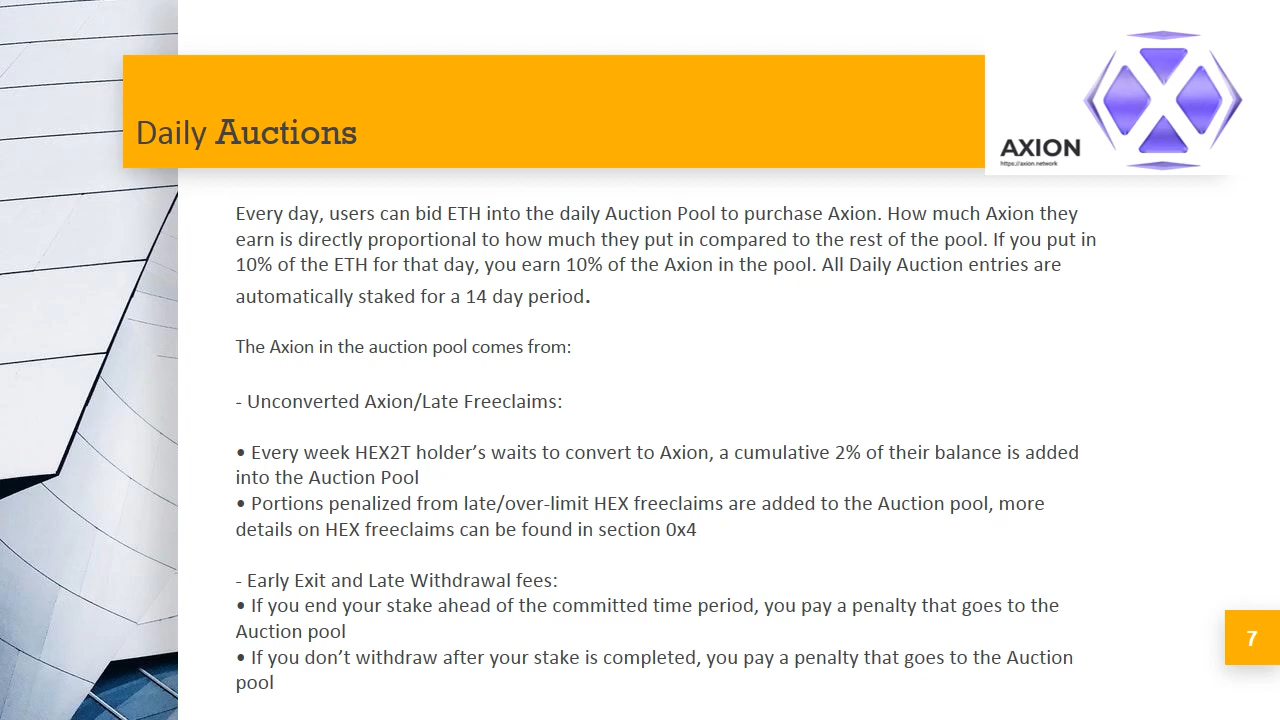 Daily Auctions
AXION
https://axion.network
Every day, users can bid ETH into the daily Auction Pool to purchase Axion. How much Axion they
earn is directly proportional to how much they put in compared to the rest of the pool. If you put in
10% of the ETH for that day, you earn 10% of the Axion in the pool. All Daily Auction entries are
automatically staked for a 14 day period.
The Axion in the auction pool comes from:
- Unconverted Axion/Late Freeclaims:
• Every week HEX2T holder’s waits to convert to Axion, a cumulative 2% of their balance is added
into the Auction Pool
• Portions penalized from late/over-limit HEX freeclaims are added to the Auction pool, more
details on HEX freeclaims can be found in section 0x4
- Early Exit and Late Withdrawal fees:
• If you end your stake ahead of the committed time period, you pay a penalty that goes to the
Auction pool
• If you don’t withdraw after your stake is completed, you pay a penalty that goes to the Auction
pool
7